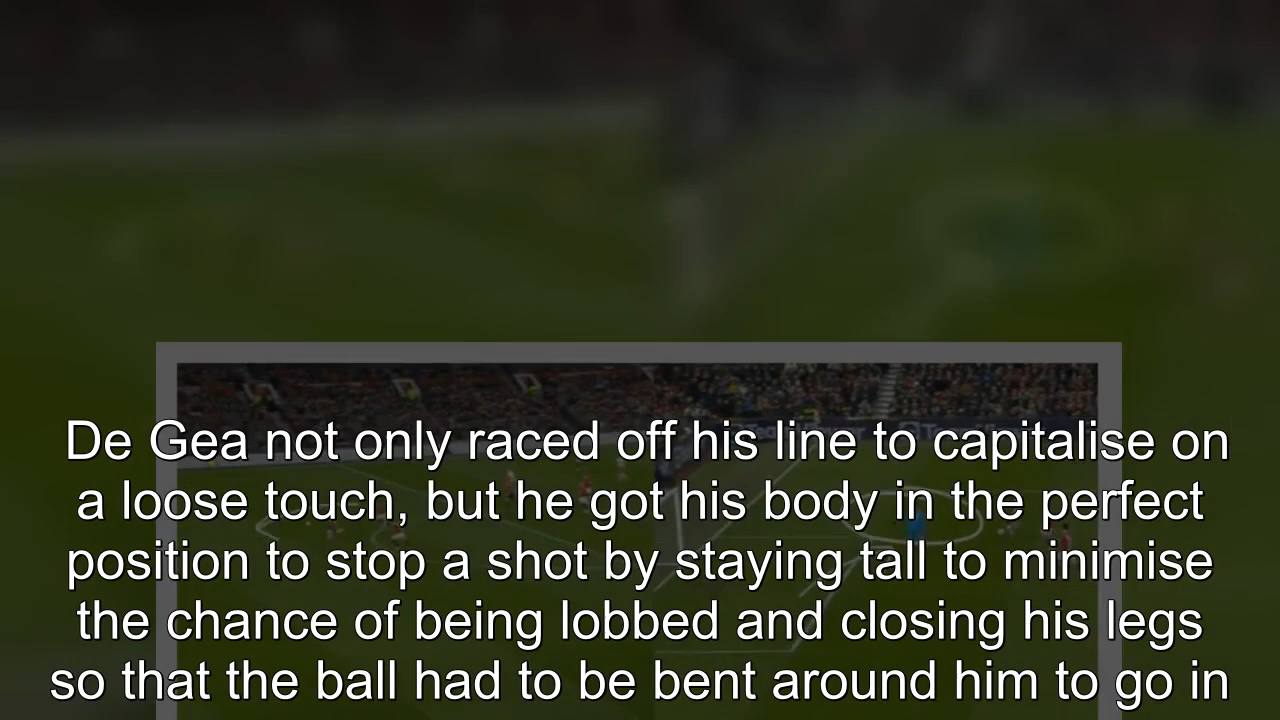 De Gea not only raced off his line to capitalise on
a loose touch, but he got his body in the perfect
position to stop a shot by staying tall to minimise
the chance of being lobbed and closing his legs
so that the ball had to be bent around him to go in